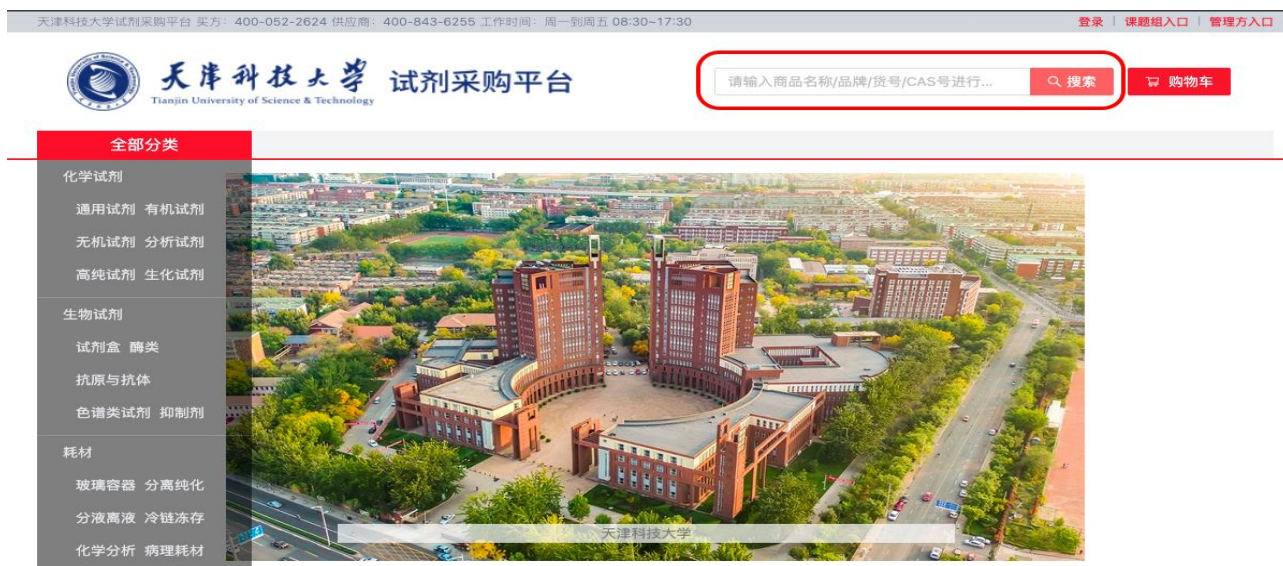 天津科技大学试剂采购平台 买方：400-052-2624 供应商：400-843-6255 工作时间：周一到周五 08:30~17:30
登录 | 课题组入口 | 管理方入口
天津科技大学 试剂采购平台
Tianjin University of Science & Technology
请输入商品名称/品牌/货号/CAS号进行...
搜索
购物车
全部分类
化学试剂
通用试剂 有机试剂
无机试剂 分析试剂
高纯试剂 生化试剂
生物试剂
试剂盒 酶类
抗原与抗体
色谱类试剂 抑制剂
耗材
玻璃容器 分离纯化
分液离液 冷链冻存
化学分析 病理耗材
天津科技大学